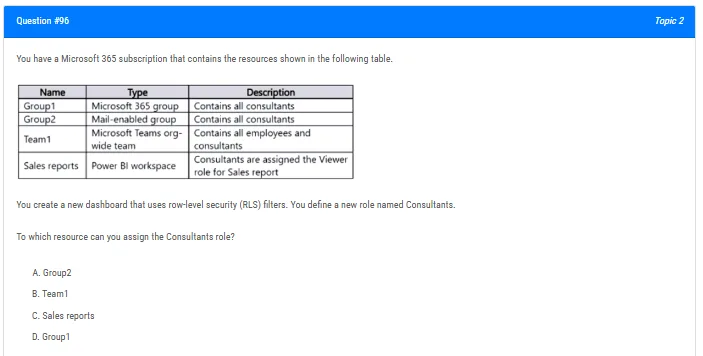 Question #96 Topic 2
You have a Microsoft 365 subscription that contains the resources shown in the following table.
Name Type Description
Group1 Microsoft 365 group Contains all consultants
Group2 Mail-enabled group Contains all consultants
Team1 Microsoft Teams org-wide team Contains all employees and consultants
Sales reports Power BI workspace Consultants are assigned the Viewer role for Sales report
You create a new dashboard that uses row-level security (RLS) filters. You define a new role named Consultants.
To which resource can you assign the Consultants role?
A. Group2
B. Team1
C. Sales reports
D. Group1